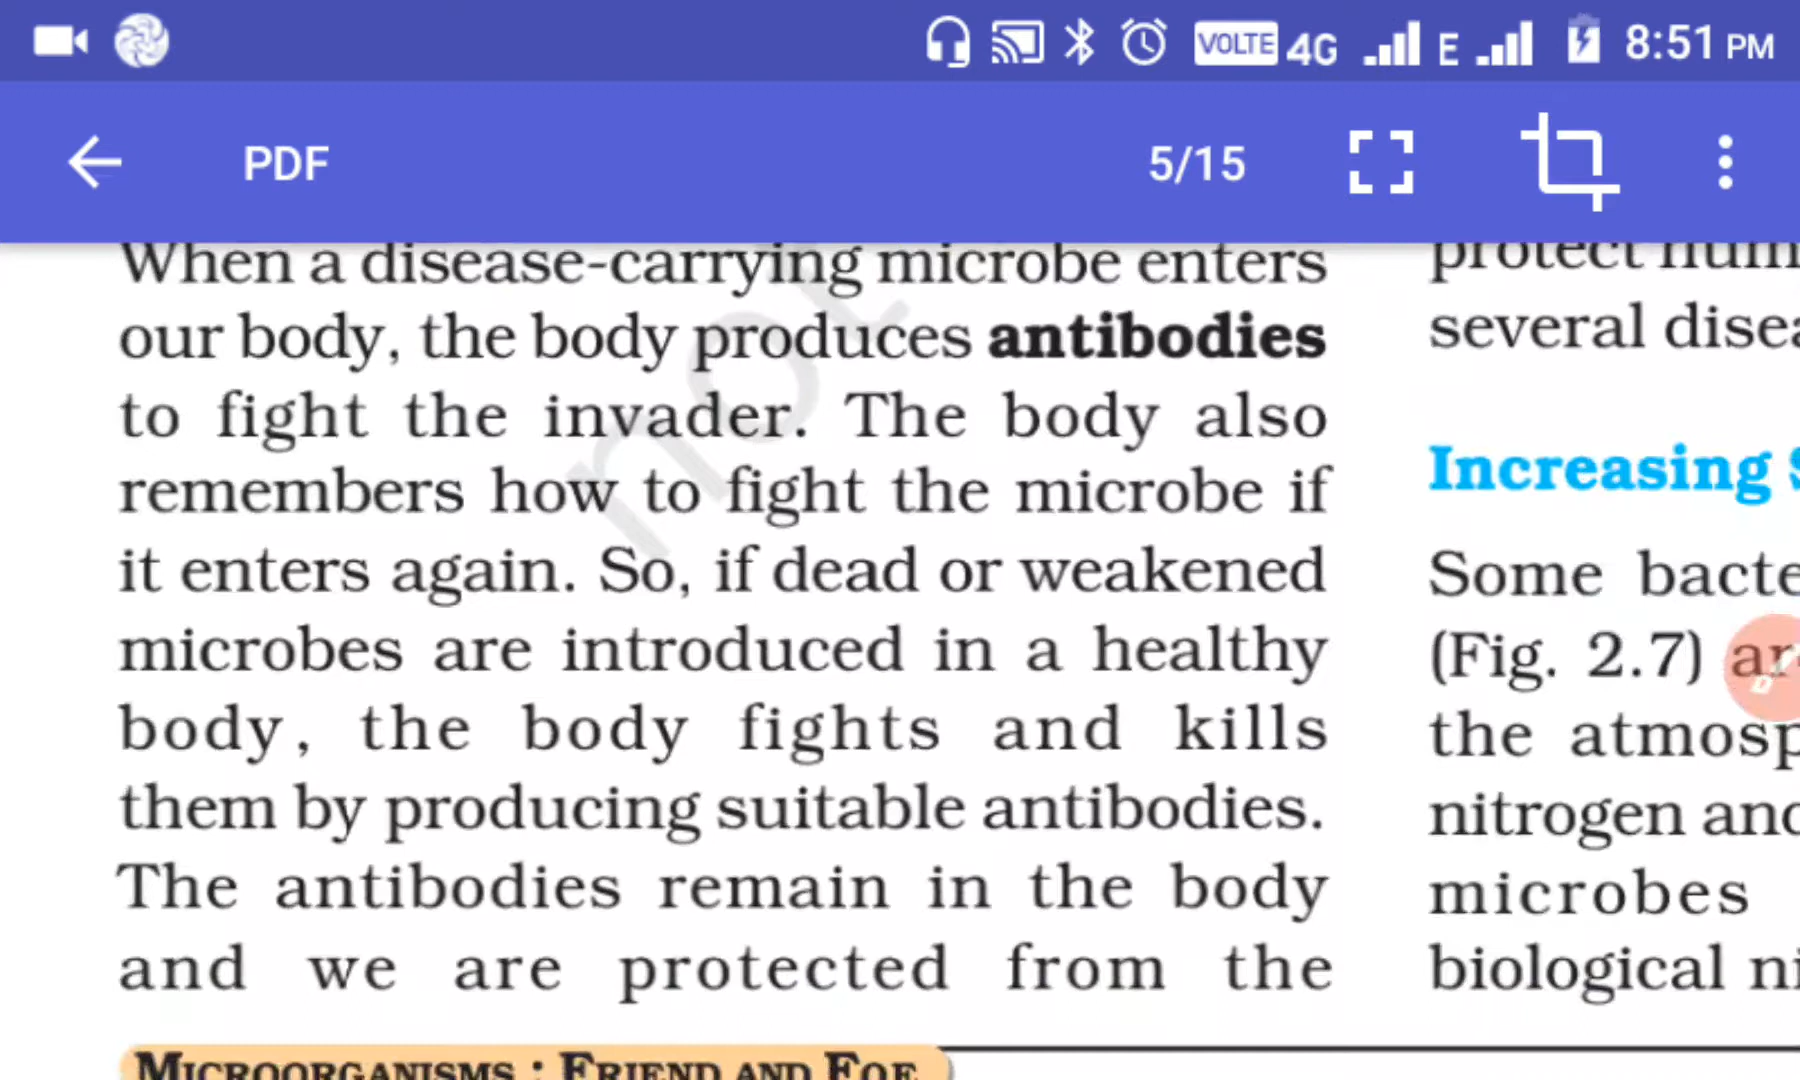 VOLTE 4G E 8:51 PM
PDF 5/15
When a disease-carrying microbe enters
our body, the body produces antibodies
to fight the invader. The body also
remembers how to fight the microbe if
it enters again. So, if dead or weakened
microbes are introduced in a healthy
body, the body fights and kills
them by producing suitable antibodies.
The antibodies remain in the body
and we are protected from the
not
MICROORGANISMS : FRIEND AND FOE
protect
several
Increasing
Some
(Fig. 2.7)
the
nitrogen
microbes
biological